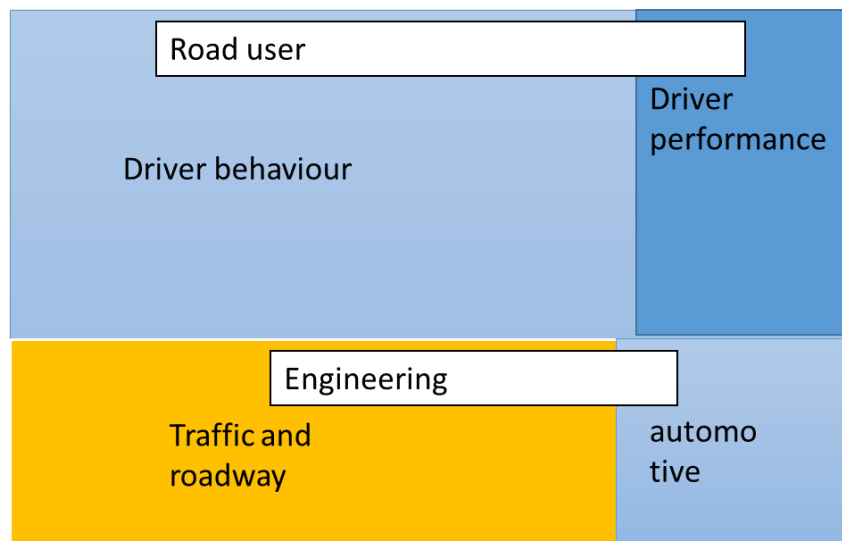 Road user
Driver
performance
Driver behaviour
Engineering
Traffic and
roadway
automo
tive